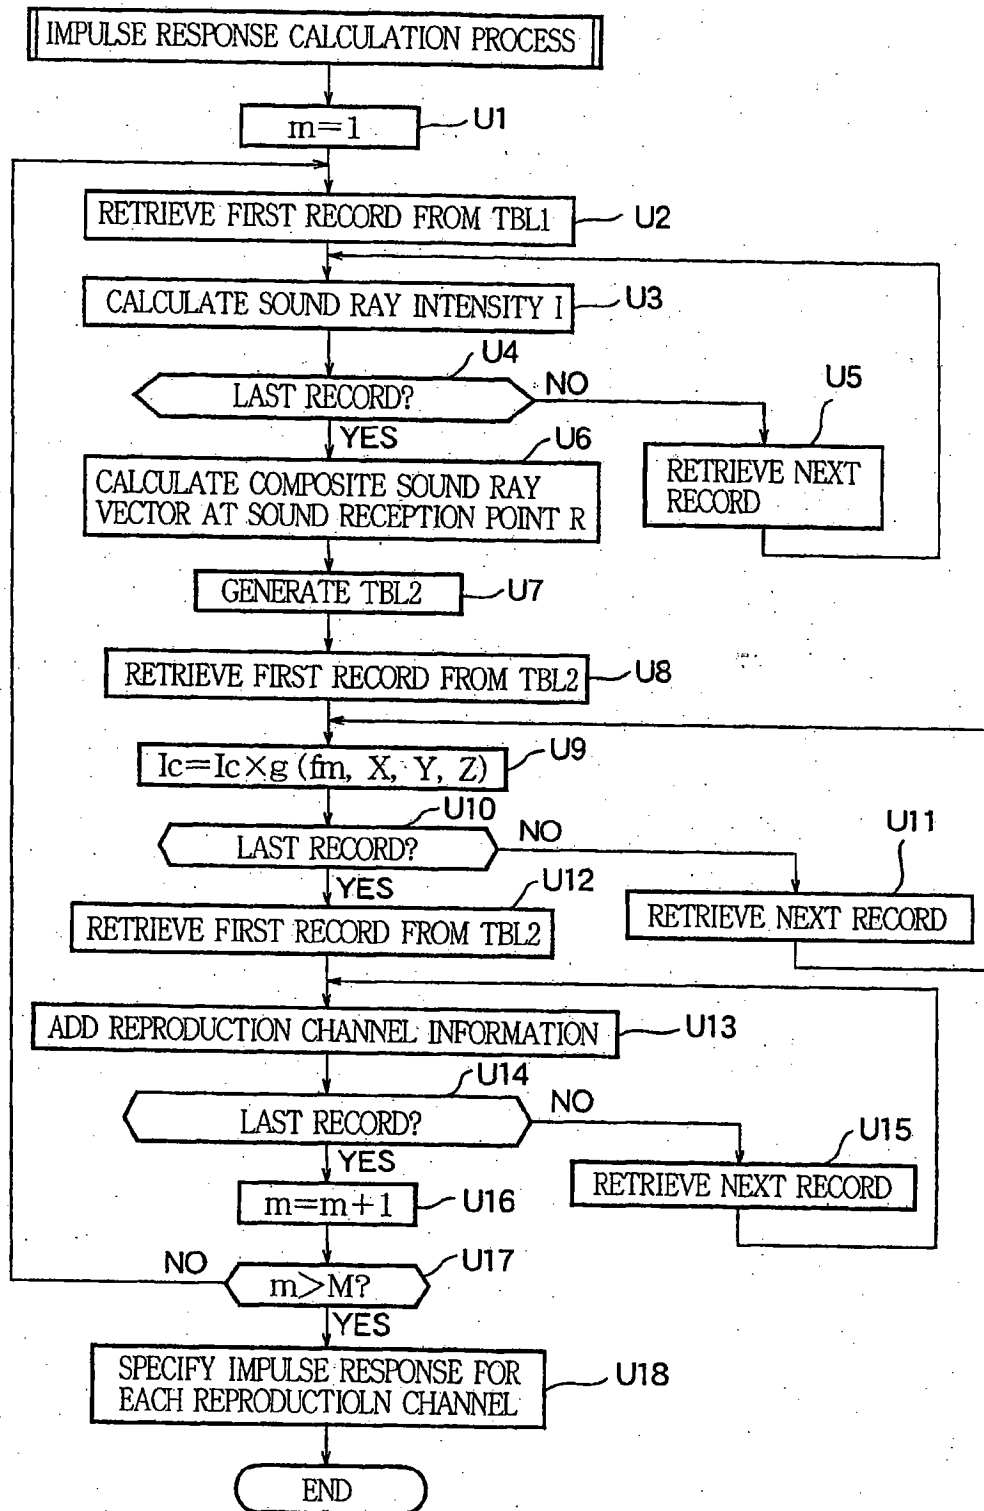 IMPULSE RESPONSE CALCULATION PROCESS
m=1
U1
RETRIEVE FIRST RECORD FROM TBL1
U2
CALCULATE SOUND RAY INTENSITY I
U3
U4
LAST RECORD?
NO
U5
YES
U6
RETRIEVE NEXT
RECORD
CALCULATE COMPOSITE SOUND RAY
VECTOR AT SOUND RECEPTION POINT R
GENERATE TBL2
U7
RETRIEVE FIRST RECORD FROM TBL2
U8
Ic=Ic×g (fm, X, Y, Z)
U9
U10
LAST RECORD?
NO
U11
YES
U12
RETRIEVE NEXT RECORD
RETRIEVE FIRST RECORD FROM TBL2
ADD REPRODUCTION CHANNEL INFORMATION
U13
U14
LAST RECORD?
NO
U15
YES
RETRIEVE NEXT RECORD
m=m+1
U16
NO
U17
m>M?
YES
SPECIFY IMPULSE RESPONSE FOR
EACH REPRODUCTIOLN CHANNEL
U18
END